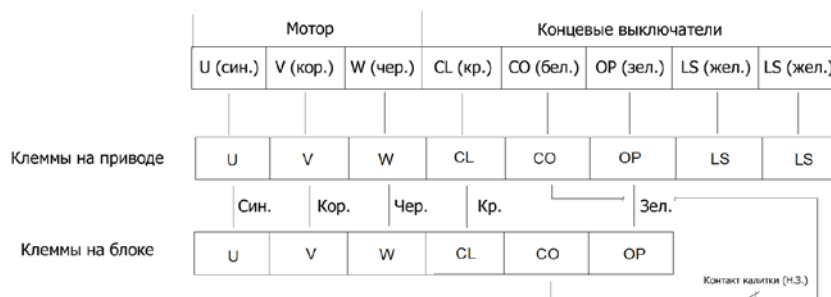 Мотор Концевые выключатели
U (син.) V (кор.) W (чер.) CL (кр.) CO (бел.) OP (зел.) LS (жел.) LS (жел.)
Клеммы на приводе U V W CL CO OP LS LS
Син. Кор. Чер. Кр. Зел.
Клеммы на блоке U V W CL CO OP
Контакт калитки (Н.З.)